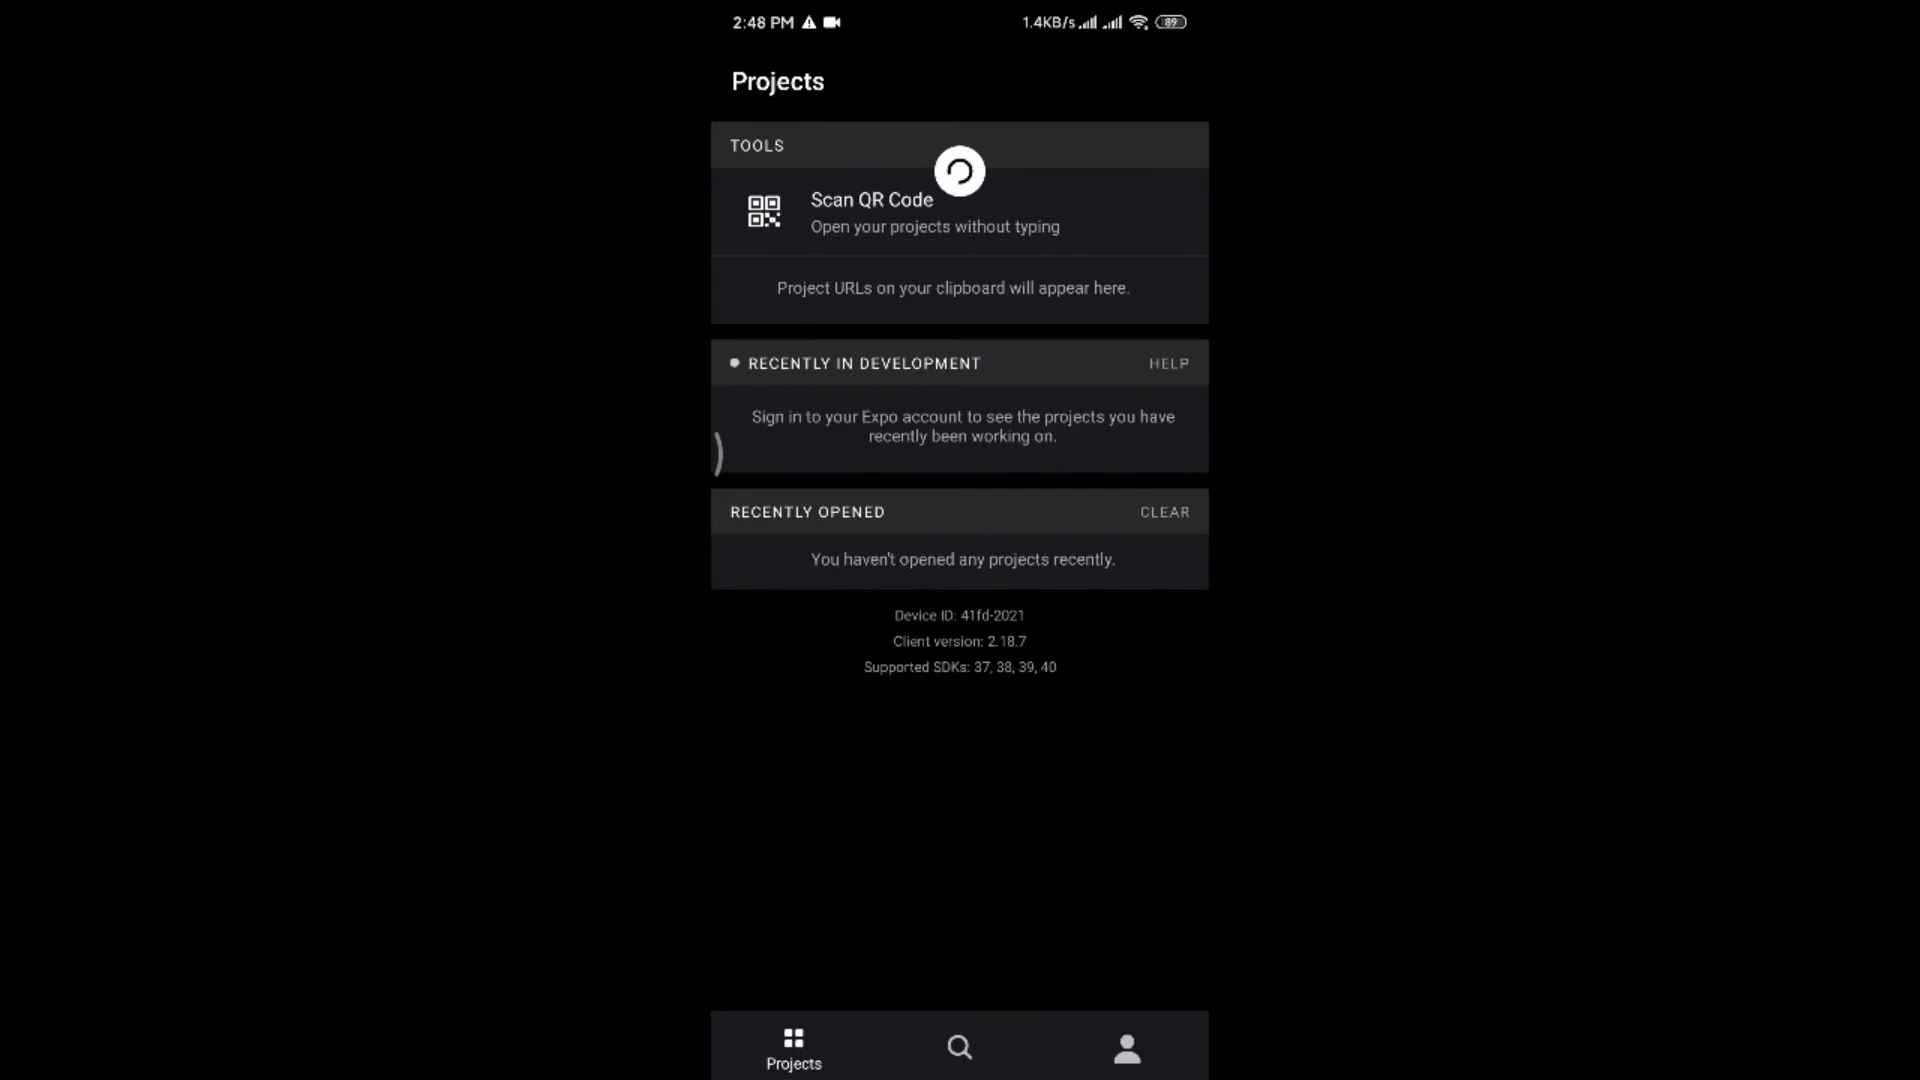 2:48 PM
1.4KB/s
89
Projects
TOOLS
Scan QR Code
Open your projects without typing
Project URLs on your clipboard will appear here.
RECENTLY IN DEVELOPMENT
HELP
Sign in to your Expo account to see the projects you have
recently been working on.
RECENTLY OPENED
CLEAR
You haven't opened any projects recently.
Device ID: 41fd-2021
Client version: 2.18.7
Supported SDKs: 37, 38, 39, 40
Projects